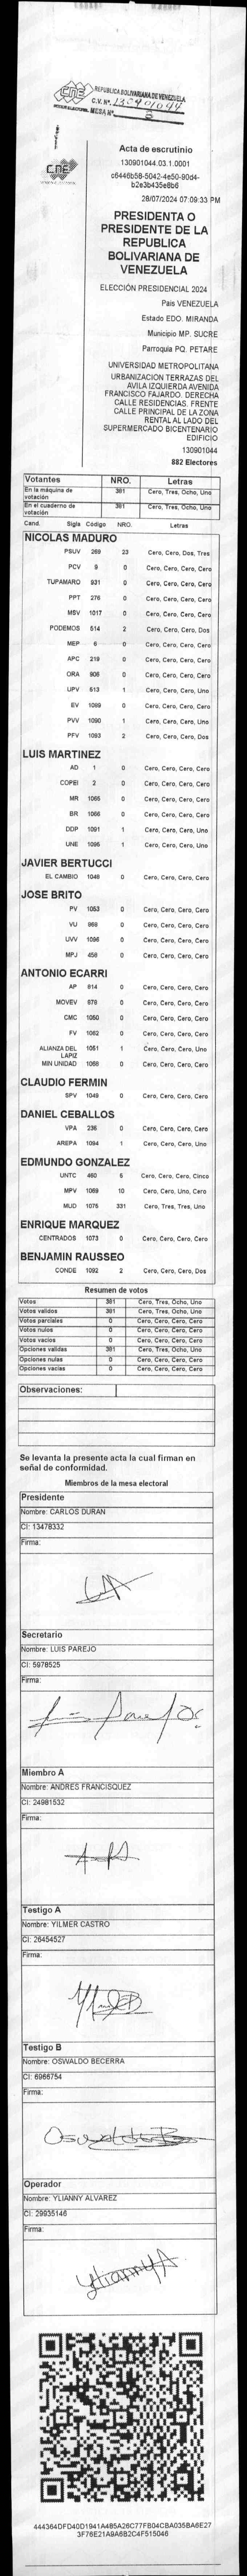 CNE
REPUBLICA BOLIVARIANA DE VENEZUELA
C.V. Nº 130901044
MESA Nº 3
CNE
Acta de escrutinio
130901044.03.1.0001
c6446b58-5042-4e50-90d4-
b2e3b435e8b6
28/07/2024 07:09:33 PM
PRESIDENTA O
PRESIDENTE DE LA
REPUBLICA
BOLIVARIANA DE
VENEZUELA
ELECCIÓN PRESIDENCIAL 2024
Pais VENEZUELA
Estado EDO. MIRANDA
Municipio MP. SUCRE
Parroquia PQ. PETARE
UNIVERSIDAD METROPOLITANA
URBANIZACION TERRAZAS DEL
AVILA IZQUIERDA AVENIDA
FRANCISCO FAJARDO. DERECHA
CALLE RESIDENCIAS. FRENTE
CALLE PRINCIPAL DE LA ZONA
RENTAL AL LADO DEL
SUPERMERCADO BICENTENARIO
EDIFICIO
130901044
882 Electores
Votantes NRO. Letras
En la máquina de votación 381 Cero, Tres, Ocho, Uno
En el cuaderno de votación 381 Cero, Tres, Ocho, Uno
Cand. Sigla Codigo NRO. Letras
NICOLAS MADURO
PSUV 269 23 Cero, Cero, Dos, Tres
PCV 9 0 Cero, Cero, Cero, Cero
TUPAMARO 931 0 Cero, Cero, Cero, Cero
PPT 276 0 Cero, Cero, Cero, Cero
MSV 1017 0 Cero, Cero, Cero, Cero
PODEMOS 514 2 Cero, Cero, Cero, Dos
MEP 6 0 Cero, Cero, Cero, Cero
APC 219 0 Cero, Cero, Cero, Cero
ORA 906 0 Cero, Cero, Cero, Cero
UPV 613 1 Cero, Cero, Cero, Uno
EV 1099 0 Cero, Cero, Cero, Cero
PVV 1090 1 Cero, Cero, Cero, Uno
PFV 1093 2 Cero, Cero, Cero, Dos
LUIS MARTINEZ
AD 1 0 Cero, Cero, Cero, Cero
COPEI 2 0 Cero, Cero, Cero, Cero
MR 1065 0 Cero, Cero, Cero, Cero
BR 1066 0 Cero, Cero, Cero, Cero
DDP 1091 1 Cero, Cero, Cero, Uno
UNE 1095 1 Cero, Cero, Cero, Uno
JAVIER BERTUCCI
EL CAMBIO 1046 0 Cero, Cero, Cero, Cero
JOSE BRITO
PV 1053 0 Cero, Cero, Cero, Cero
VU 968 0 Cero, Cero, Cero, Cero
UVV 1096 0 Cero, Cero, Cero, Cero
MPJ 458 0 Cero, Cero, Cero, Cero
ANTONIO ECARRI
AP 814 0 Cero, Cero, Cero, Cero
MOVEV 678 0 Cero, Cero, Cero, Cero
CMC 1050 0 Cero, Cero, Cero, Cero
FV 1062 0 Cero, Cero, Cero, Cero
ALIANZA DEL LAPIZ 1051 1 Cero, Cero, Cero, Uno
MIN UNIDAD 1068 0 Cero, Cero, Cero, Cero
CLAUDIO FERMIN
SPV 1049 0 Cero, Cero, Cero, Cero
DANIEL CEBALLOS
VPA 236 0 Cero, Cero, Cero, Cero
AREPA 1094 1 Cero, Cero, Cero, Uno
EDMUNDO GONZALEZ
UNTC 460 5 Cero, Cero, Cero, Cinco
MPV 1069 10 Cero, Cero, Uno, Cero
MUD 1075 331 Cero, Tres, Tres, Uno
ENRIQUE MARQUEZ
CENTRADOS 1073 0 Cero, Cero, Cero, Cero
BENJAMIN RAUSSEO
CONDE 1092 2 Cero, Cero, Cero, Dos
Resumen de votos
Votos 381 Cero, Tres, Ocho, Uno
Votos validos 381 Cero, Tres, Ocho, Uno
Votos parciales 0 Cero, Cero, Cero, Cero
Votos nulos 0 Cero, Cero, Cero, Cero
Votos vacios 0 Cero, Cero, Cero, Cero
Opciones validas 381 Cero, Tres, Ocho, Uno
Opciones nulas 0 Cero, Cero, Cero, Cero
Opciones vacias 0 Cero, Cero, Cero, Cero
Observaciones:
Se levanta la presente acta la cual firman en
señal de conformidad.
Miembros de la mesa electoral
Presidente
Nombre: CARLOS DURAN
CI: 13478332
Firma:
Secretario
Nombre: LUIS PAREJO
CI: 5978525
Firma:
Miembro A
Nombre: ANDRES FRANCISQUEZ
CI: 24981532
Firma:
Testigo A
Nombre: YILMER CASTRO
CI: 26454527
Firma:
Testigo B
Nombre: OSWALDO BECERRA
CI: 6966754
Firma:
Operador
Nombre: YLIANNY ALVAREZ
CI: 29935146
Firma:
Ylianny A
444364DFD40D1941A485A26C77FB04CBA035BA6E27
3F76E21A9A6B2C4F515046